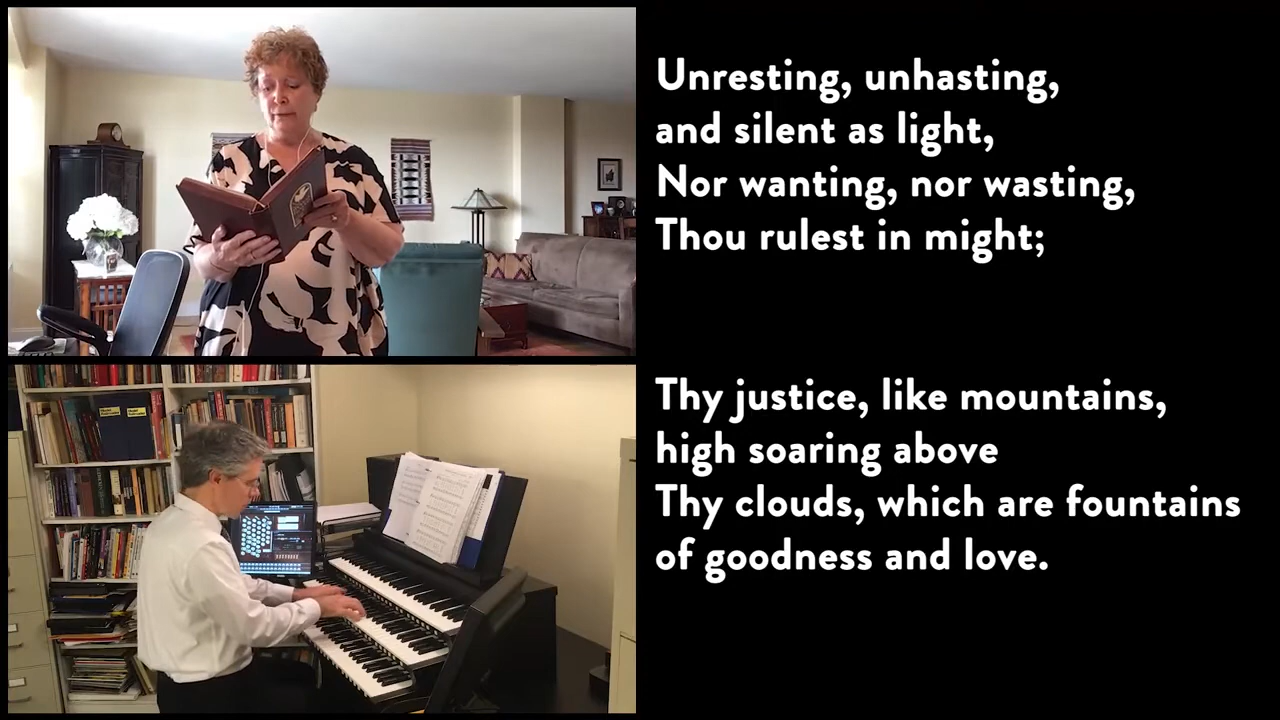 Unresting, unhasting,
and silent as light,
Nor wanting, nor wasting,
Thou rulest in might;
Thy justice, like mountains,
high soaring above
Thy clouds, which are fountains
of goodness and love.